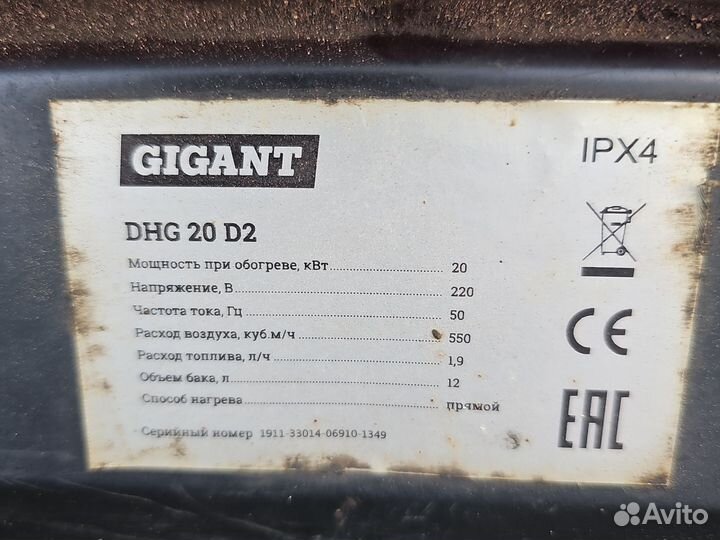 GIGANT
IPX4
DHG 20 D2
Мощность при обогреве, кВт 20
Напряжение, В 220
Частота тока, Гц 50
Расход воздуха, куб.м/ч 550
Расход топлива, л/ч 1,9
Объем бака, л 12
Способ нагрева прямой
Серийный номер 1911-33014-06910-1349
CE
EAC
Avito